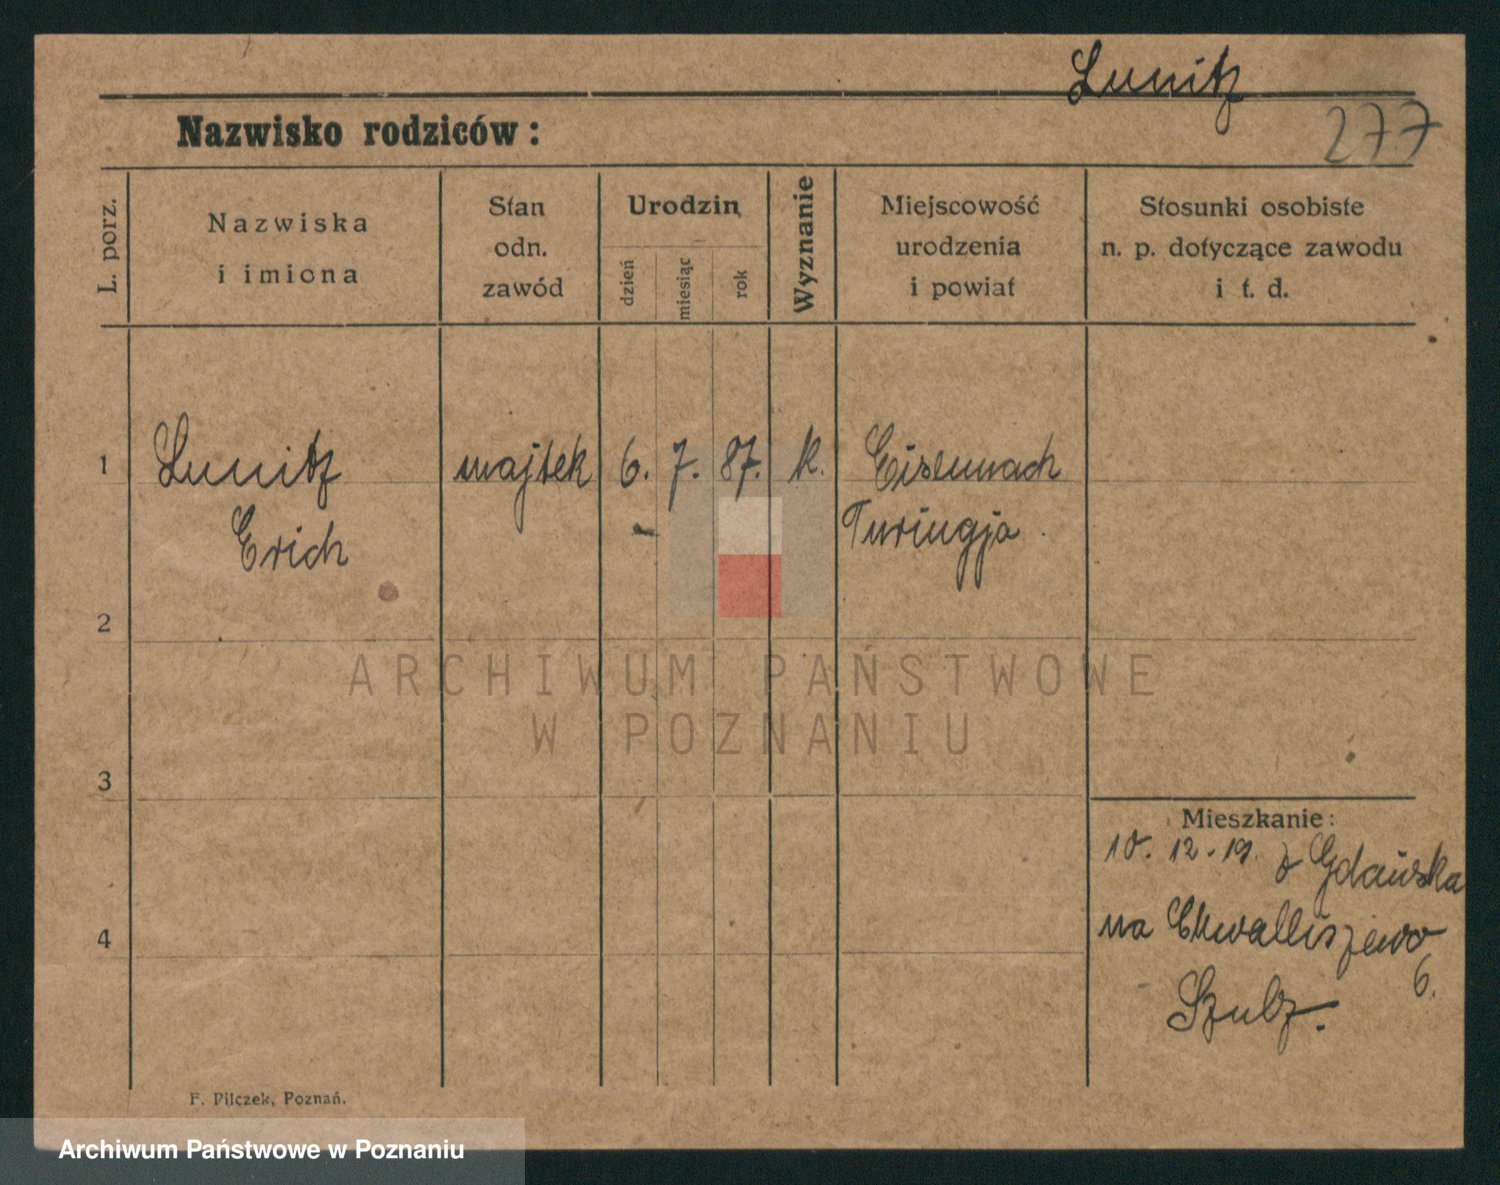 Lunitz
277
Nazwisko rodziców:
L. porz.
Nazwiska
i imiona
Stan
odn.
zawód
Urodzin
dzień
miesiąc
rok
Wyznanie
Miejscowość
urodzenia
i powiat
Stosunki osobiste
n. p. dotyczące zawodu
i t. d.
1
Lunitz
Erich
majtek
6.
7.
87.
k.
Eisenach
Turingja
2
ARCHIWUM PAŃSTWOWE
W POZNANIU
3
Mieszkanie:
10. 12. 19. z Gdańska
4
na Chwalliszewo
6.
Szulz.
F. Pilczek, Poznań.
Archiwum Państwowe w Poznaniu